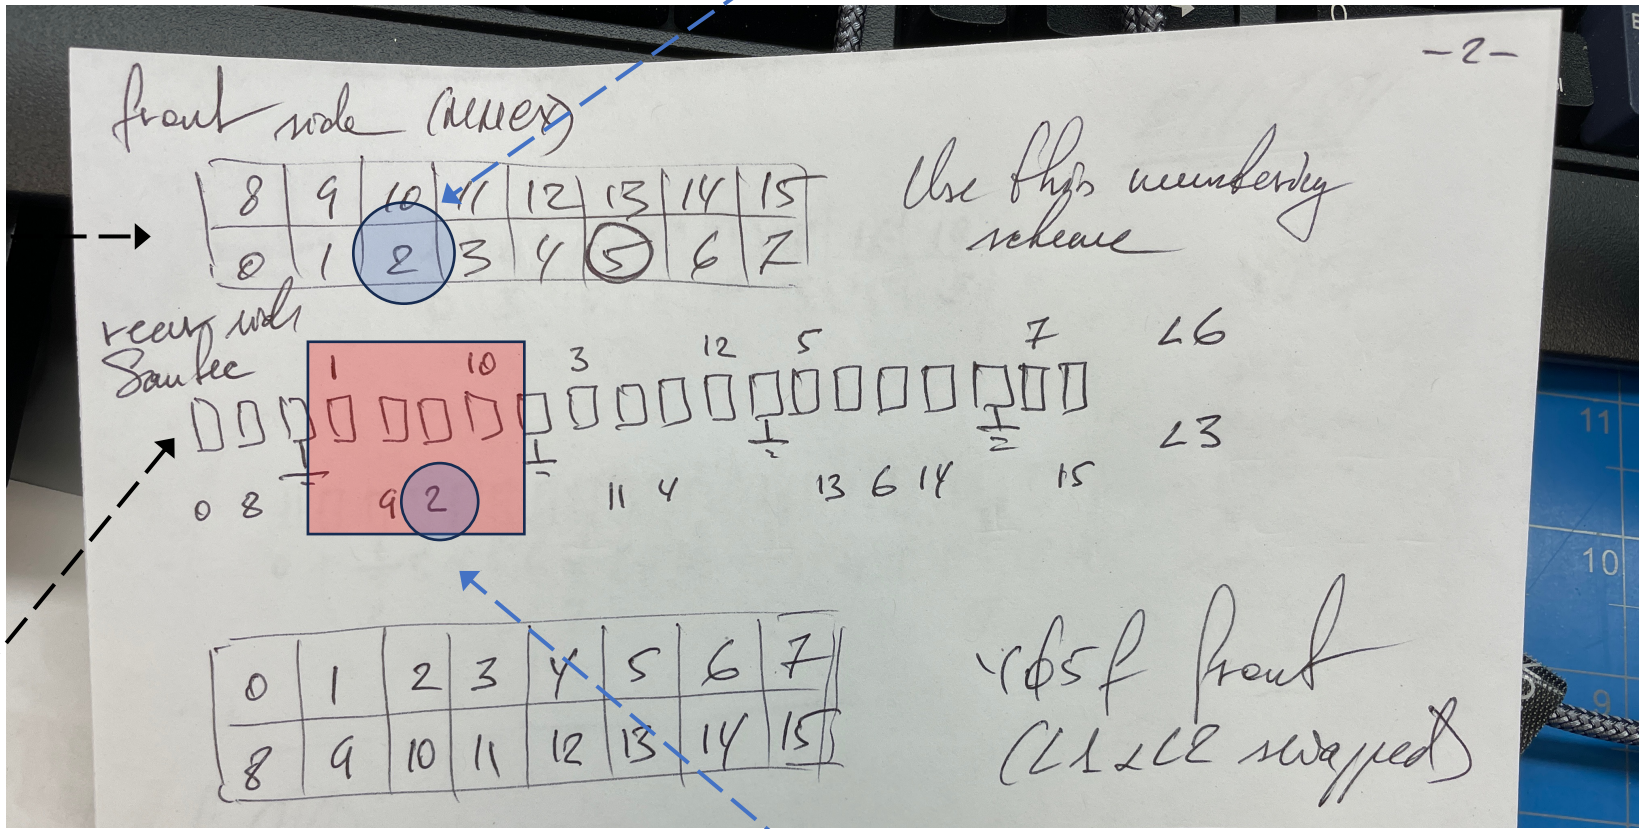 -2-
front side
8 9 10 11 12 13 14 15
0 1 2 3 4 5 6 7
Use this numbering
scheme
rear side
1 10 3 12 5 7 L6
L3
0 8 9 2 11 4 13 6 14 15
0 1 2 3 4 5 6 7
8 9 10 11 12 13 14 15
front
(L1 & L2 swapped)
11
10
9